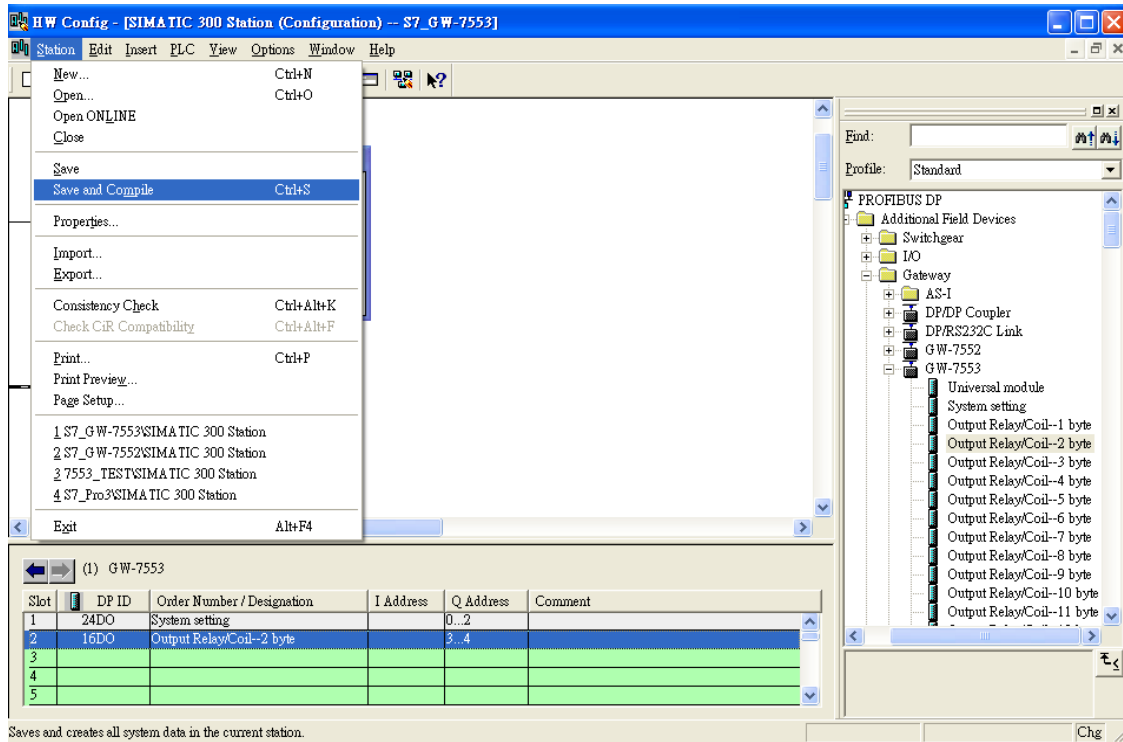 HW Config - [SIMATIC 300 Station (Configuration) -- S7_GW-7553]
Station Edit Insert PLC View Options Window Help
New... Ctrl+N
Open... Ctrl+O
Open ONLINE
Close
Save
Save and Compile Ctrl+S
Properties...
Import...
Export...
Consistency Check Ctrl+Alt+K
Check CiR Compatibility Ctrl+Alt+F
Print... Ctrl+P
Print Preview...
Page Setup...
1 S7_GW-7553\SIMATIC 300 Station
2 S7_GW-7552\SIMATIC 300 Station
3 7553_TEST\SIMATIC 300 Station
4 S7_Pro3\SIMATIC 300 Station
Exit Alt+F4
Find:
Profile: Standard
PROFIBUS DP
Additional Field Devices
Switchgear
I/O
Gateway
AS-I
DP/DP Coupler
DP/RS232C Link
GW-7552
GW-7553
Universal module
System setting
Output Relay/Coil--1 byte
Output Relay/Coil--2 byte
Output Relay/Coil--3 byte
Output Relay/Coil--4 byte
Output Relay/Coil--5 byte
Output Relay/Coil--6 byte
Output Relay/Coil--7 byte
Output Relay/Coil--8 byte
Output Relay/Coil--9 byte
Output Relay/Coil--10 byte
Output Relay/Coil--11 byte
(1) GW-7553
Slot DP ID Order Number / Designation I Address Q Address Comment
1 24DO System setting 0...2
2 16DO Output Relay/Coil--2 byte 3...4
3
4
5
Saves and creates all system data in the current station. Chg